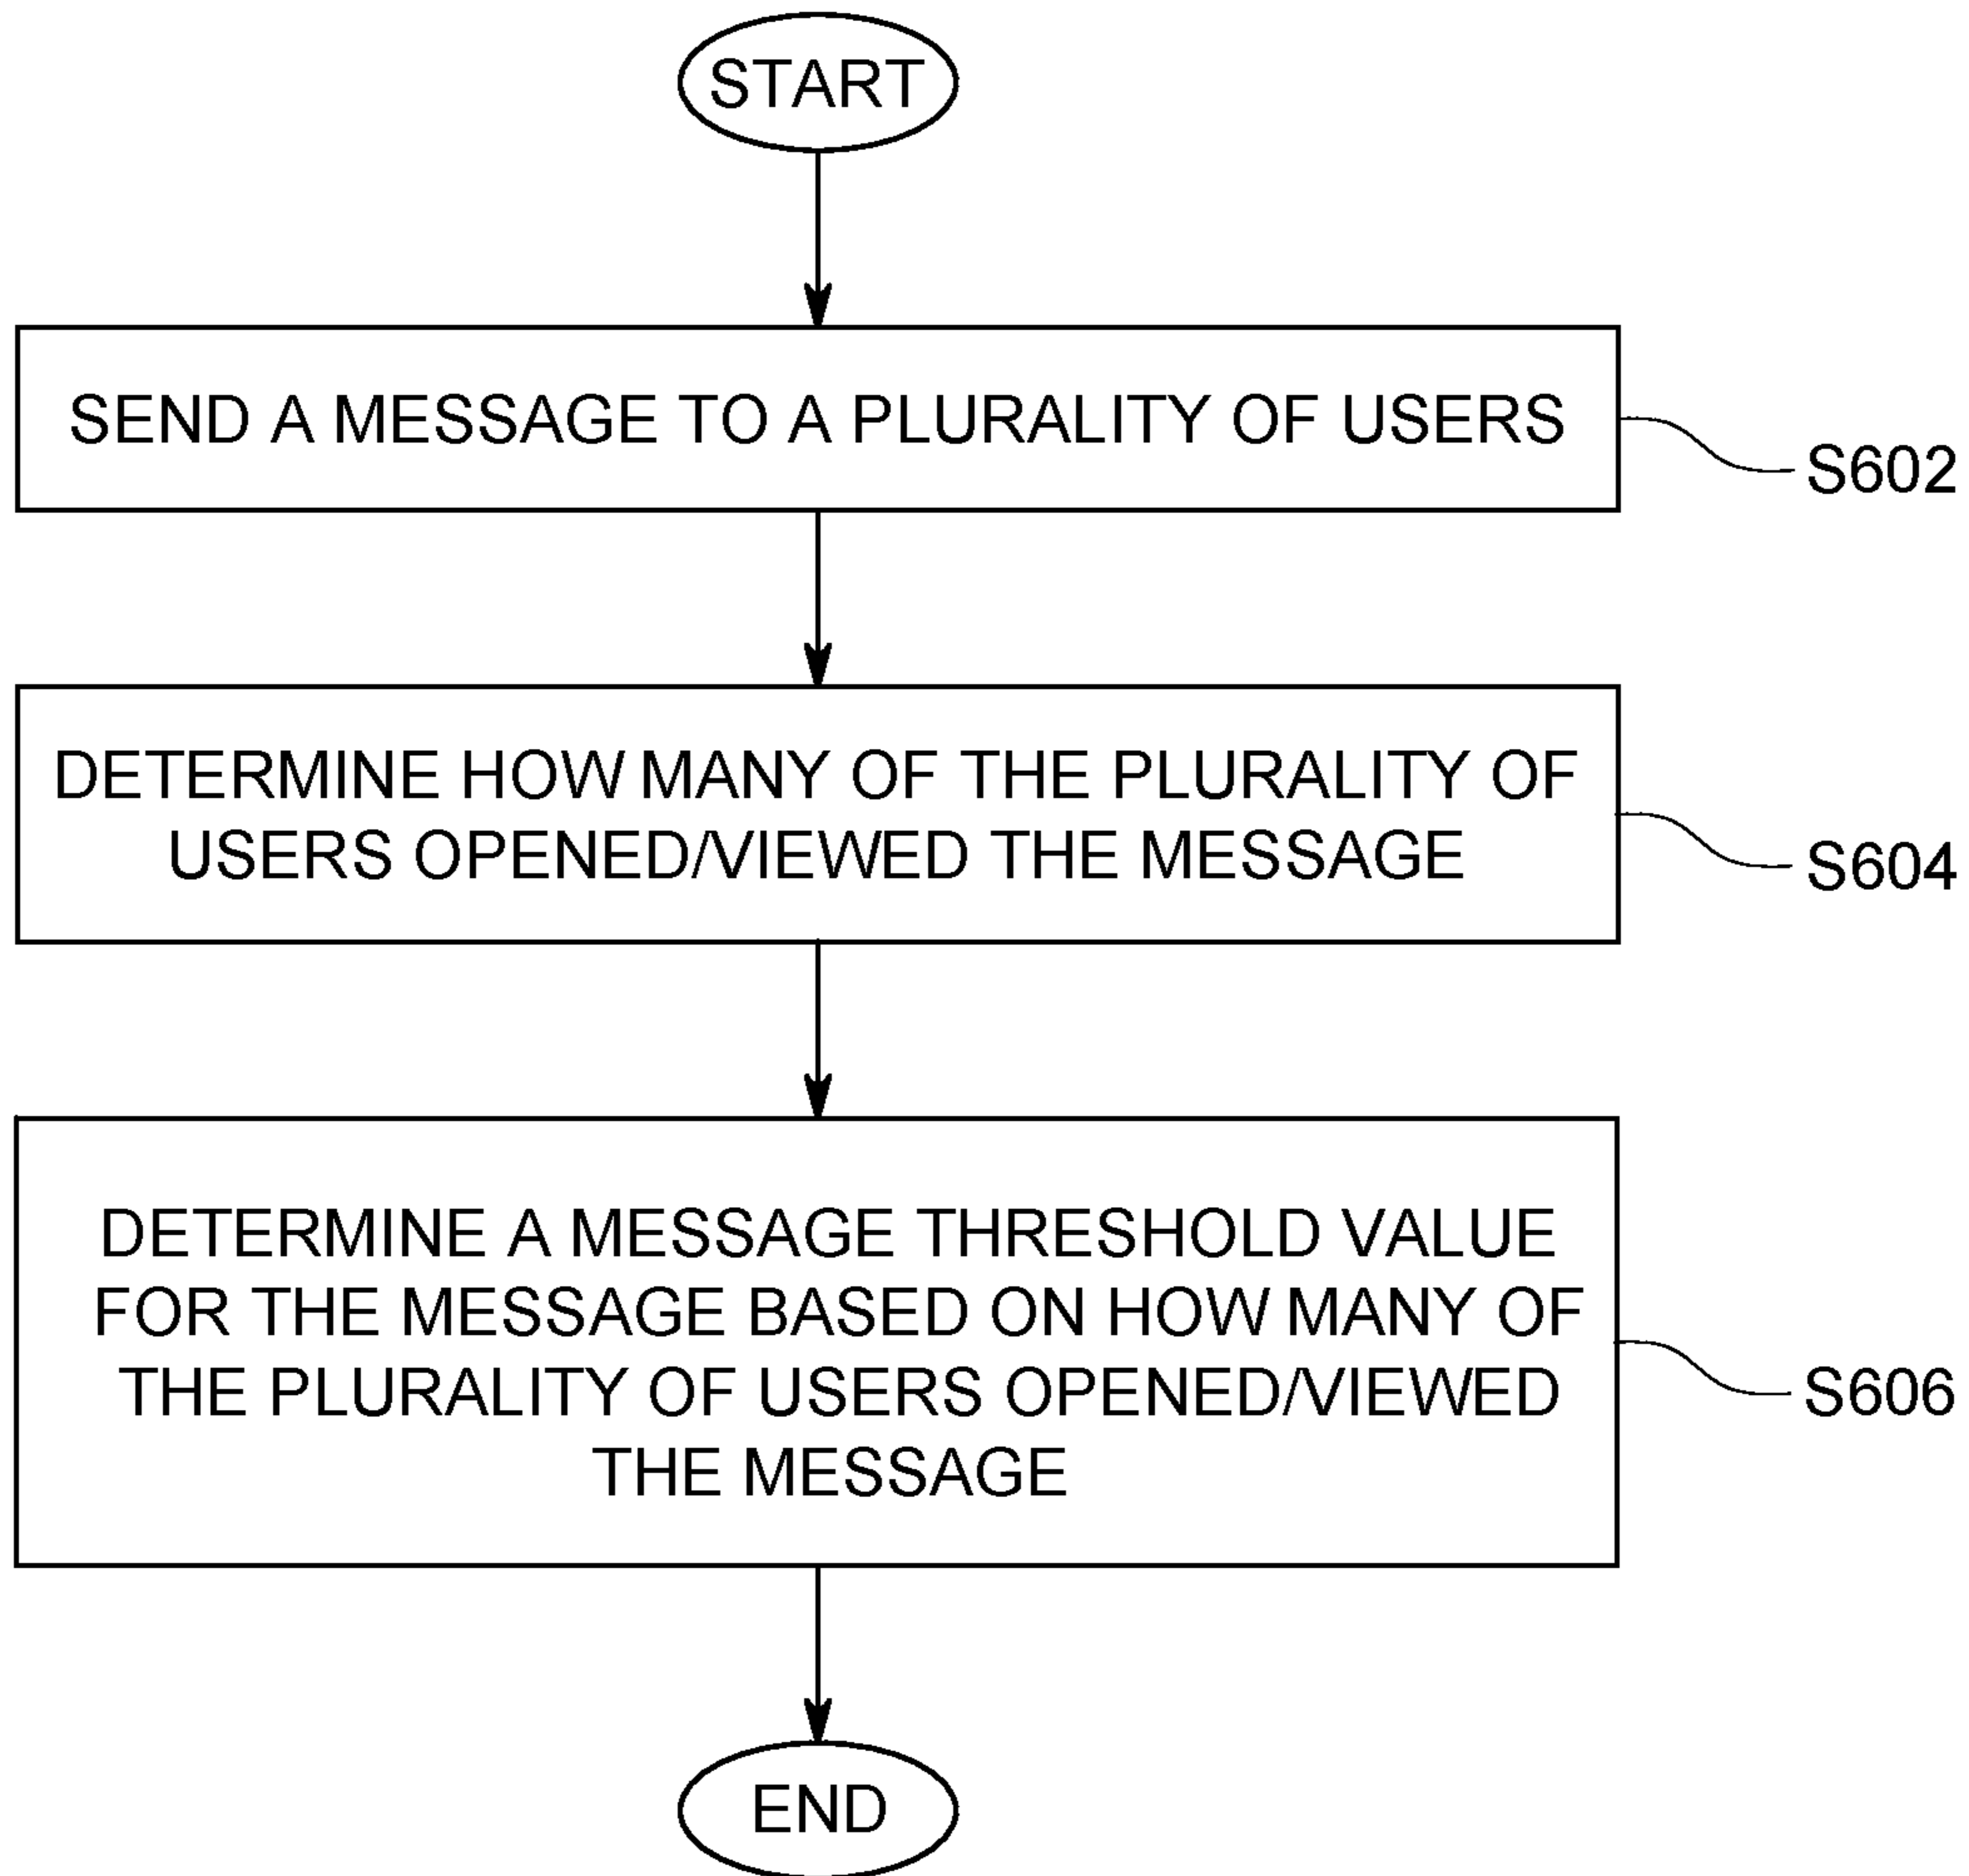 START
SEND A MESSAGE TO A PLURALITY OF USERS
S602
DETERMINE HOW MANY OF THE PLURALITY OF
USERS OPENED/VIEWED THE MESSAGE
S604
DETERMINE A MESSAGE THRESHOLD VALUE
FOR THE MESSAGE BASED ON HOW MANY OF
THE PLURALITY OF USERS OPENED/VIEWED
THE MESSAGE
S606
END